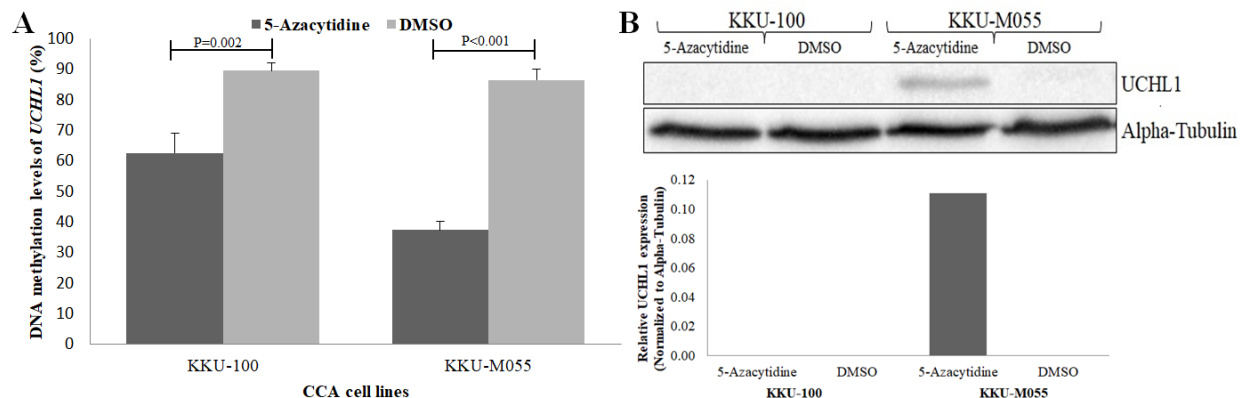 A
5-Azacytidine DMSO
P=0.002
P<0.001
DNA methylation levels of UCHL1 (%)
100
90
80
70
60
50
40
30
20
10
0
KKU-100 KKU-M055
CCA cell lines
B
KKU-100 KKU-M055
5-Azacytidine DMSO 5-Azacytidine DMSO
UCHL1
Alpha-Tubulin
Relative UCHL1 expression
(Normalized to Alpha-Tubulin)
0.12
0.10
0.08
0.06
0.04
0.02
0.00
5-Azacytidine DMSO 5-Azacytidine DMSO
KKU-100 KKU-M055